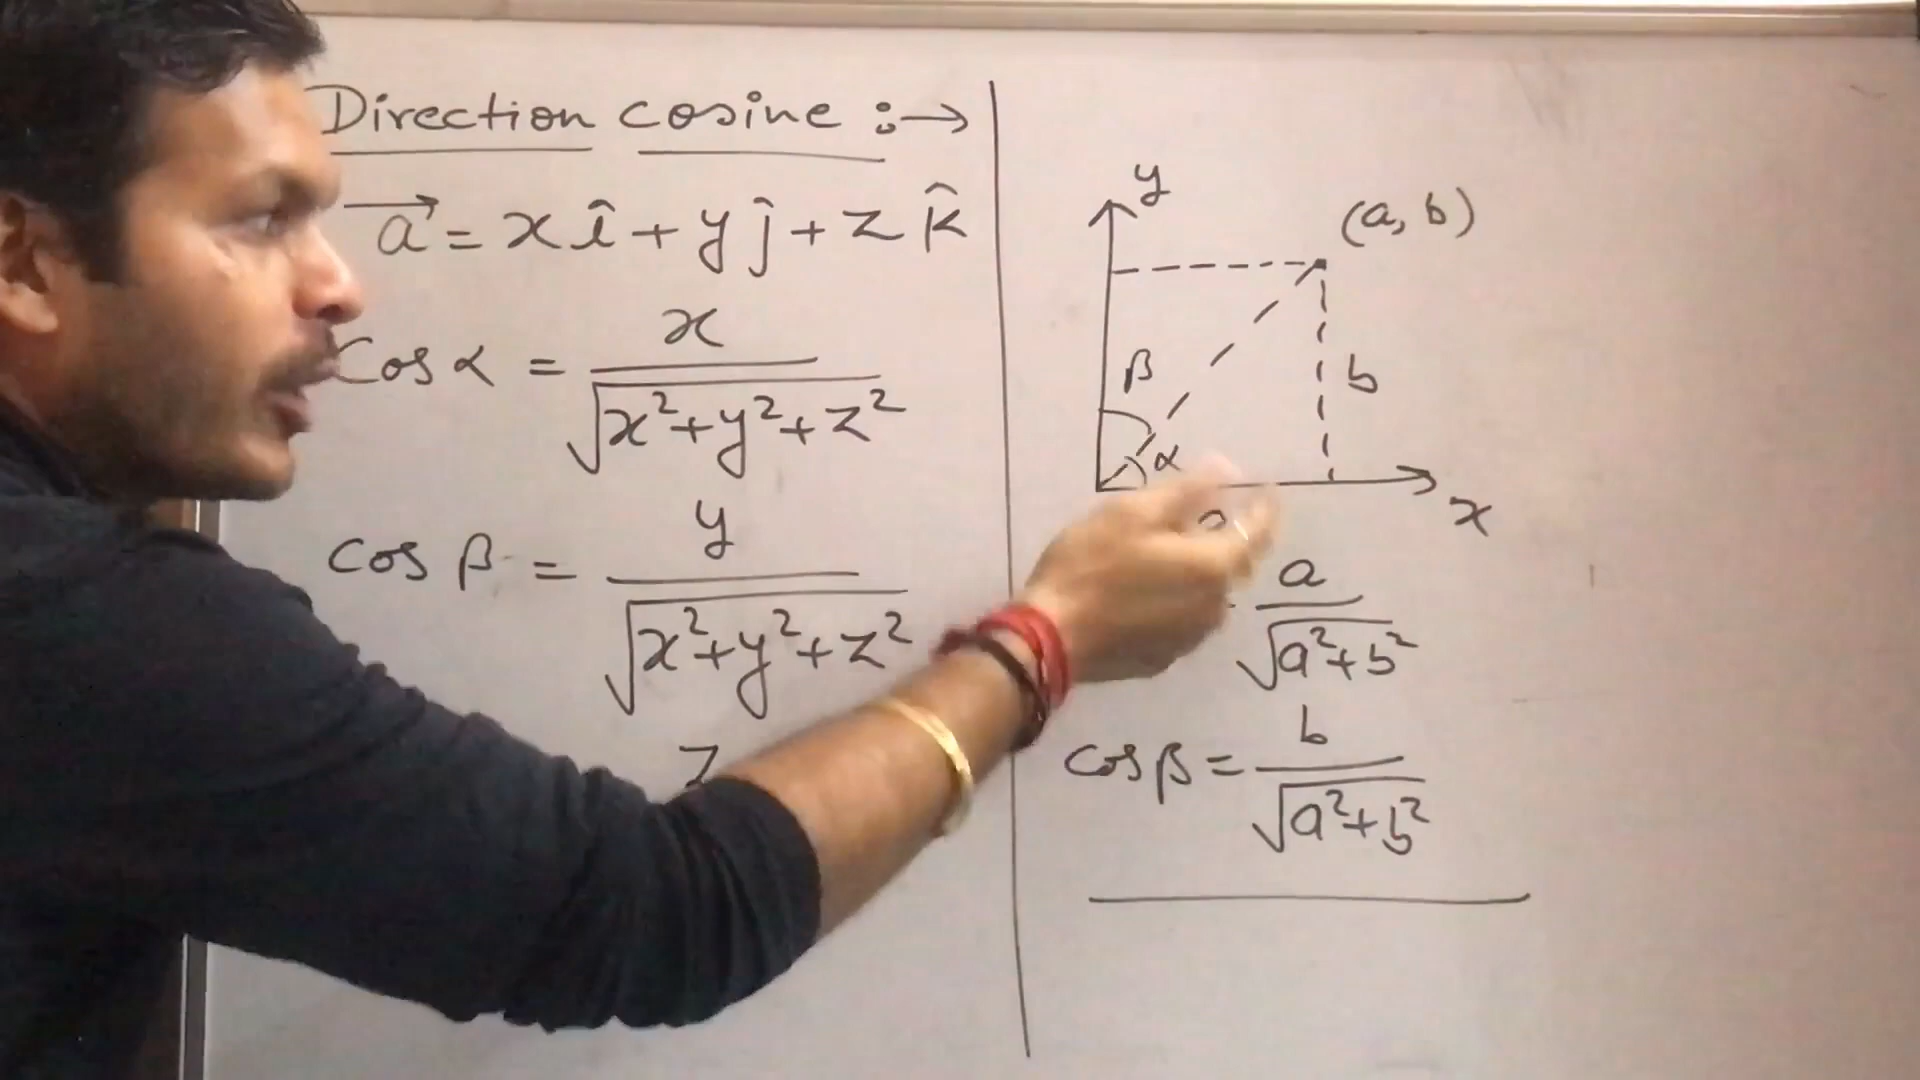 Direction cosine :→
a⃗ = x î + y ĵ + z k̂
Cos α = x / √(x²+y²+z²)
cos β = y / √(x²+y²+z²)
z
y
(a, b)
β
b
α
x
a / √(a²+b²)
cos β = b / √(a²+b²)